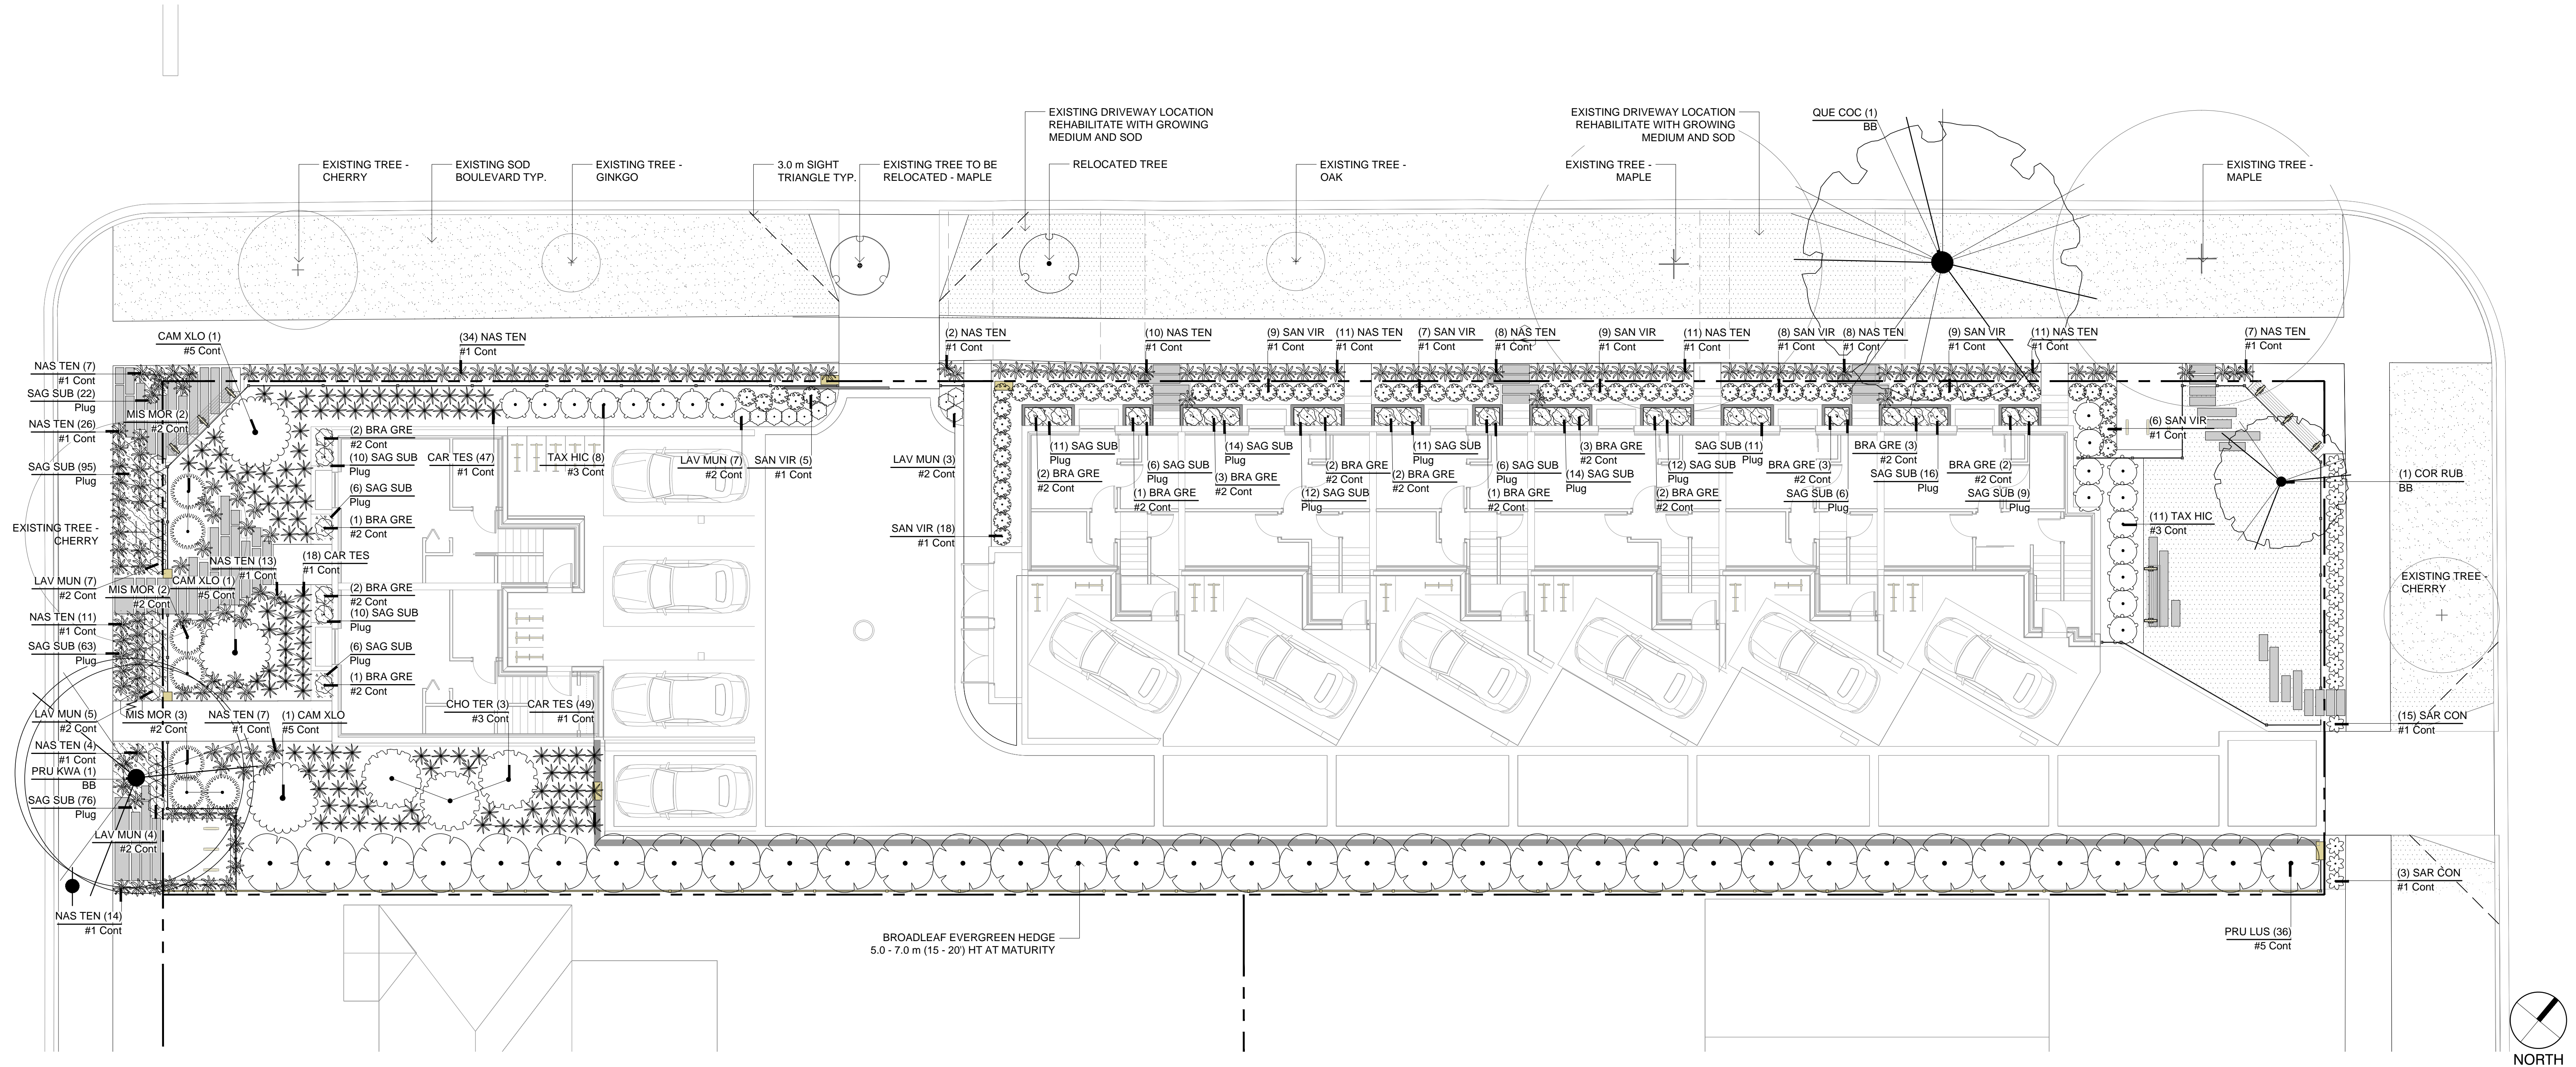 EXISTING DRIVEWAY LOCATION
REHABILITATE WITH GROWING
MEDIUM AND SOD
EXISTING DRIVEWAY LOCATION
REHABILITATE WITH GROWING
MEDIUM AND SOD
QUE COC (1)
BB
EXISTING TREE -
CHERRY
EXISTING SOD
BOULEVARD TYP.
EXISTING TREE -
GINKGO
3.0 m SIGHT
TRIANGLE TYP.
EXISTING TREE TO BE
RELOCATED - MAPLE
RELOCATED TREE
EXISTING TREE -
OAK
EXISTING TREE -
MAPLE
EXISTING TREE -
MAPLE
CAM XLO (1)
#5 Cont
(34) NAS TEN
#1 Cont
(2) NAS TEN
#1 Cont
(10) NAS TEN
#1 Cont
(9) SAN VIR
#1 Cont
(11) NAS TEN
#1 Cont
(7) SAN VIR
#1 Cont
(8) NAS TEN
#1 Cont
(9) SAN VIR
#1 Cont
(11) NAS TEN
#1 Cont
(8) SAN VIR
#1 Cont
(8) NAS TEN
#1 Cont
(9) SAN VIR
#1 Cont
(11) NAS TEN
#1 Cont
(7) NAS TEN
#1 Cont
NAS TEN (7)
#1 Cont
SAG SUB (22)
Plug
MIS MOR (2)
#2 Cont
NAS TEN (26)
#1 Cont
SAG SUB (95)
Plug
(2) BRA GRE
#2 Cont
(10) SAG SUB
Plug
(6) SAG SUB
Plug
(1) BRA GRE
#2 Cont
CAR TES (47)
#1 Cont
TAX HIC (8)
#3 Cont
LAV MUN (7)
#2 Cont
SAN VIR (5)
#1 Cont
LAV MUN (3)
#2 Cont
SAN VIR (18)
#1 Cont
(11) SAG SUB
Plug
(2) BRA GRE
#2 Cont
(6) SAG SUB
Plug
(1) BRA GRE
#2 Cont
(14) SAG SUB
Plug
(3) BRA GRE
#2 Cont
(2) BRA GRE
#2 Cont
(12) SAG SUB
Plug
(11) SAG SUB
Plug
(2) BRA GRE
#2 Cont
(6) SAG SUB
Plug
(1) BRA GRE
#2 Cont
(3) BRA GRE
#2 Cont
(14) SAG SUB
Plug
(12) SAG SUB
Plug
(2) BRA GRE
#2 Cont
SAG SUB (11)
Plug
BRA GRE (3)
#2 Cont
SAG SUB (6)
Plug
BRA GRE (3)
#2 Cont
SAG SUB (16)
Plug
BRA GRE (2)
#2 Cont
SAG SUB (9)
Plug
(6) SAN VIR
#1 Cont
(11) TAX HIC
#3 Cont
(1) COR RUB
BB
EXISTING TREE -
CHERRY
EXISTING TREE -
CHERRY
NAS TEN (13)
#1 Cont
(18) CAR TES
#1 Cont
LAV MUN (7)
#2 Cont
MIS MOR (2)
#2 Cont
CAM XLO (1)
#5 Cont
(2) BRA GRE
#2 Cont
(10) SAG SUB
Plug
NAS TEN (11)
#1 Cont
SAG SUB (63)
Plug
(6) SAG SUB
Plug
(1) BRA GRE
#2 Cont
LAV MUN (5)
#2 Cont
MIS MOR (3)
#2 Cont
NAS TEN (7)
#1 Cont
(1) CAM XLO
#5 Cont
CHO TER (3)
#3 Cont
CAR TES (49)
#1 Cont
NAS TEN (4)
#1 Cont
PRU KWA (1)
BB
SAG SUB (76)
Plug
LAV MUN (4)
#2 Cont
NAS TEN (14)
#1 Cont
(15) SAR CON
#1 Cont
(3) SAR CON
#1 Cont
BROADLEAF EVERGREEN HEDGE
5.0 - 7.0 m (15 - 20') HT AT MATURITY
PRU LUS (36)
#5 Cont
NORTH